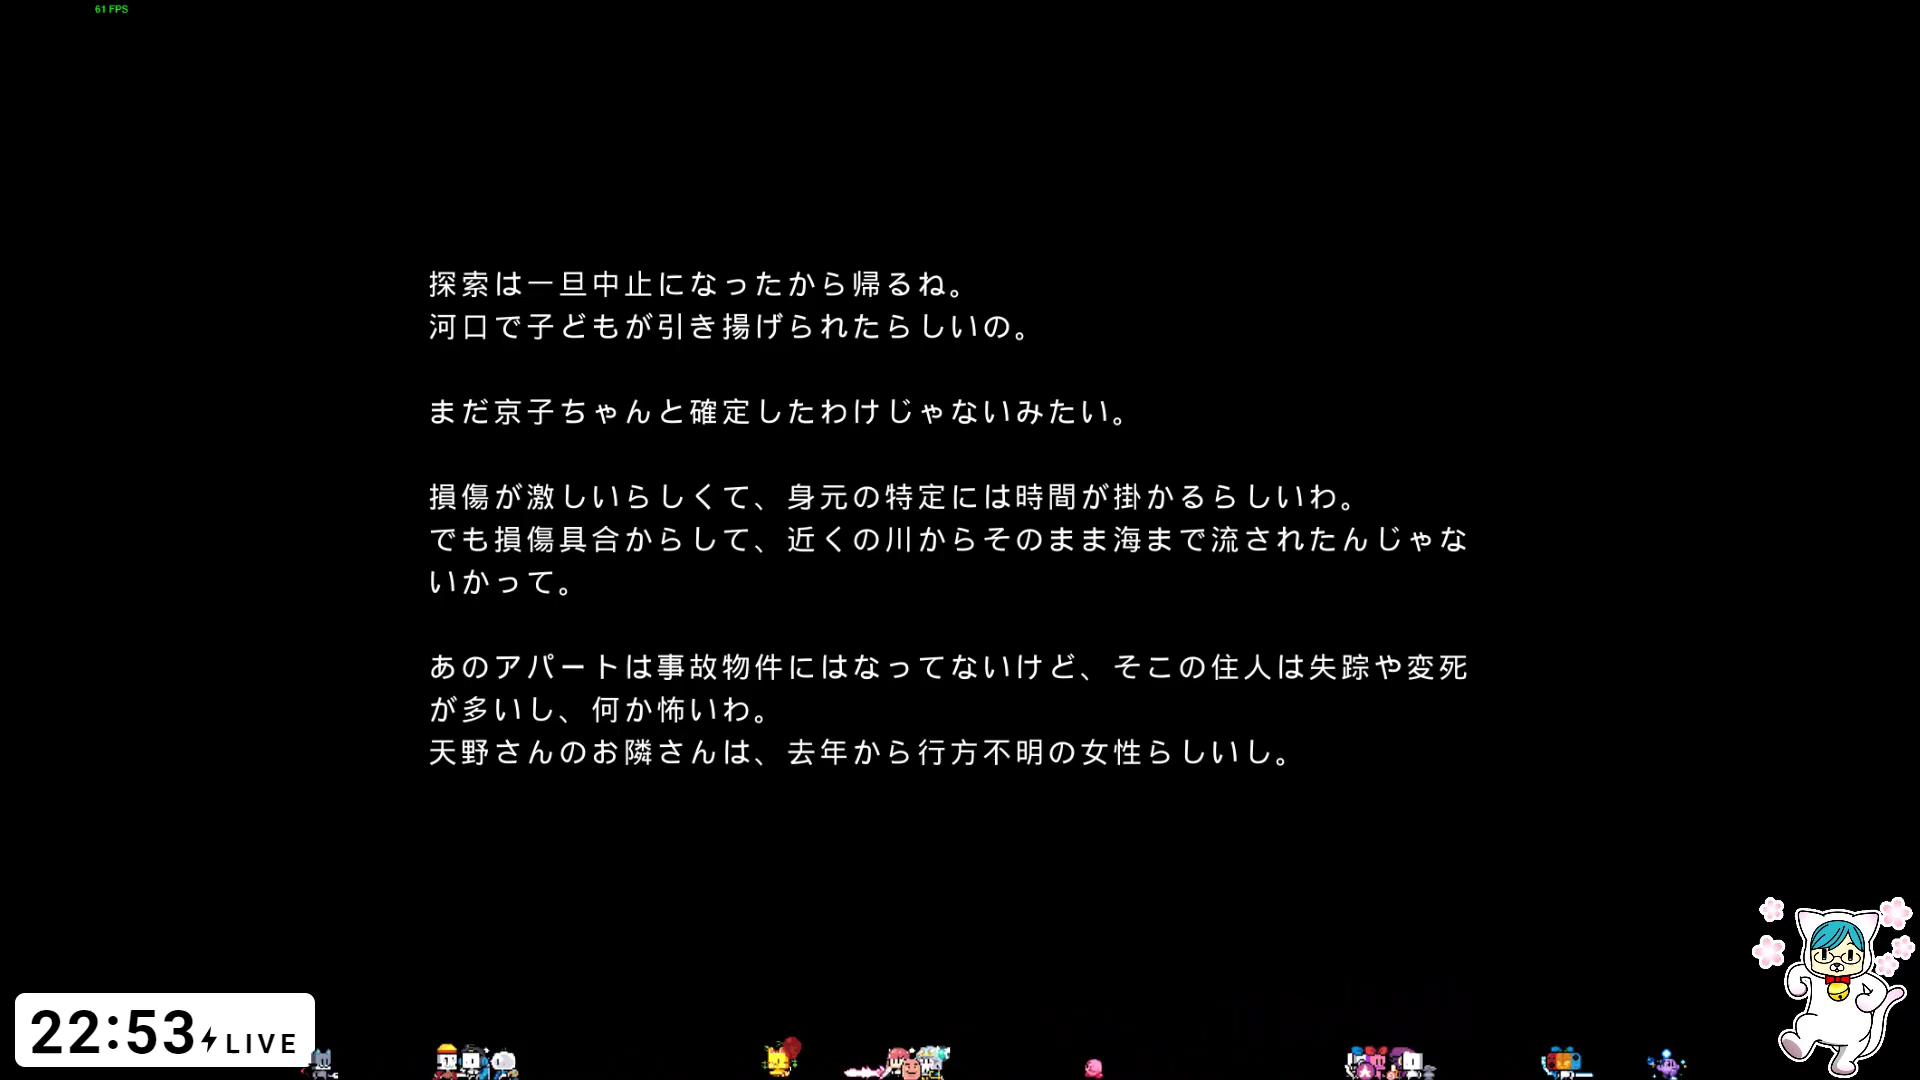 61 FPS
探索は一旦中止になったから帰るね。
河口で子どもが引き揚げられたらしいの。
まだ京子ちゃんと確定したわけじゃないみたい。
損傷が激しいらしくて、身元の特定には時間が掛かるらしいわ。
でも損傷具合からして、近くの川からそのまま海まで流されたんじゃな
いかって。
あのアパートは事故物件にはなってないけど、そこの住人は失踪や変死
が多いし、何か怖いわ。
天野さんのお隣さんは、去年から行方不明の女性らしいし。
22:53 LIVE